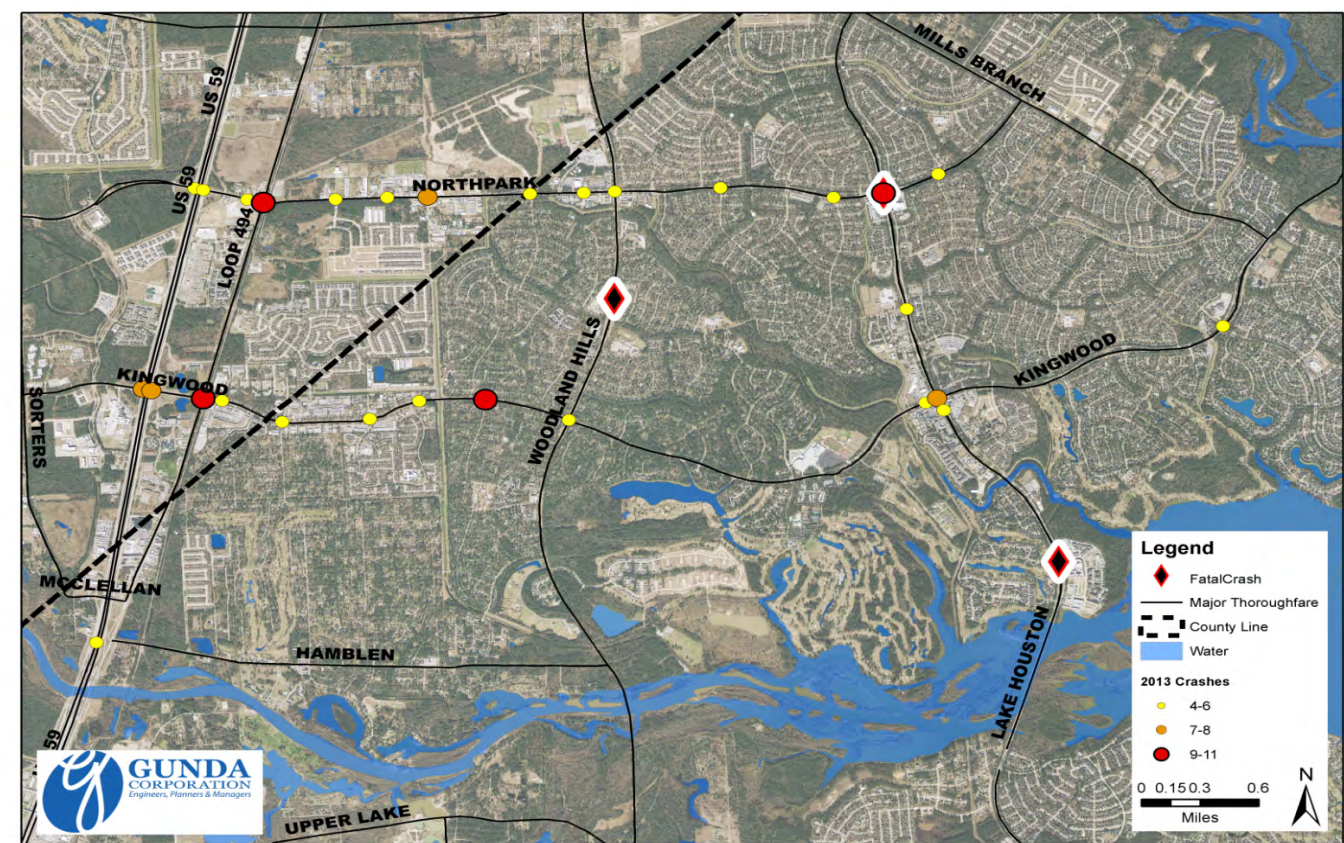 MILLS BRANCH
US 59
US 59
NORTHPARK
LOOP 494
KINGWOOD
WOODLAND HILLS
KINGWOOD
SORTERS
MCCLELLAN
HAMBLEN
LAKE HOUSTON
59
UPPER LAKE
GUNDA
CORPORATION
Engineers, Planners & Managers
Legend
FatalCrash
Major Thoroughfare
County Line
Water
2013 Crashes
4-6
7-8
9-11
0 0.15 0.3 0.6
Miles
N